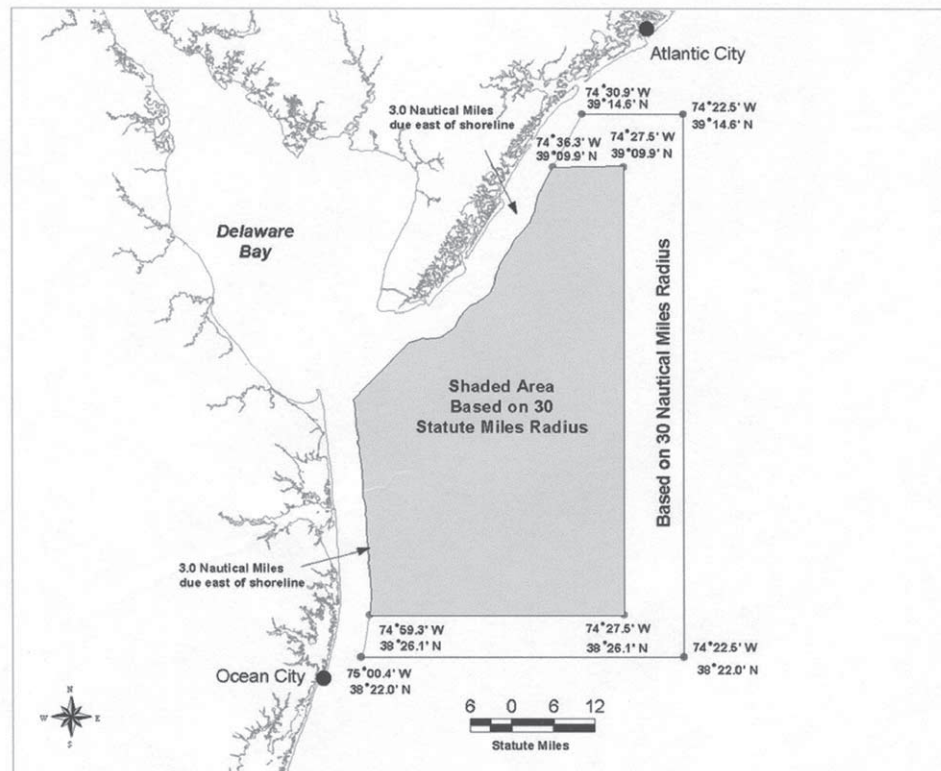 Atlantic City
74°30.9' W
39°14.6' N
74°22.5' W
39°14.6' N
3.0 Nautical Miles
due east of shoreline
74°36.3' W
39°09.9' N
74°27.5' W
39°09.9' N
Delaware
Bay
Based on 30 Nautical Miles Radius
Shaded Area
Based on 30
Statute Miles Radius
3.0 Nautical Miles
due east of shoreline
74°59.3' W
38°26.1' N
74°27.5' W
38°26.1' N
74°22.5' W
38°22.0' N
Ocean City
75°00.4' W
38°22.0' N
N
W
E
S
6 0 6 12
Statute Miles